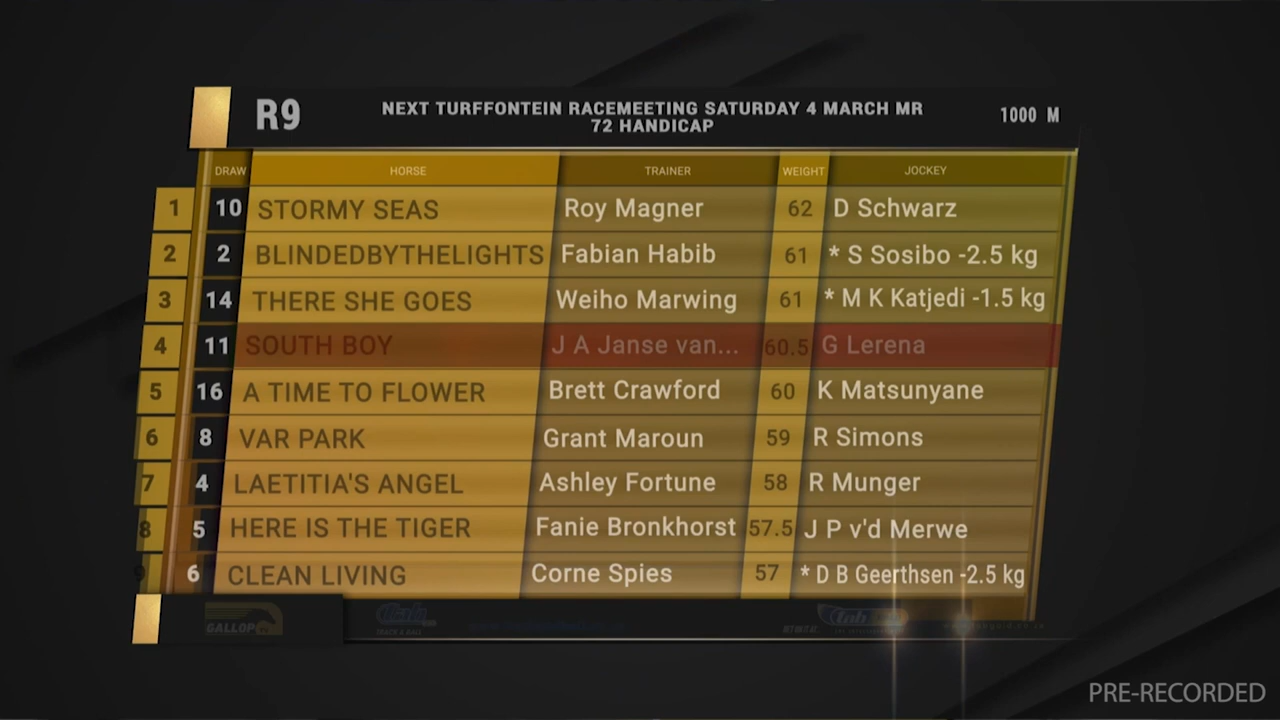 R9
NEXT TURFFONTEIN RACEMEETING SATURDAY 4 MARCH MR
72 HANDICAP
1000 M
DRAW HORSE TRAINER WEIGHT JOCKEY
1 10 STORMY SEAS Roy Magner 62 D Schwarz
2 2 BLINDEDBYTHELIGHTS Fabian Habib 61 * S Sosibo -2.5 kg
3 14 THERE SHE GOES Weiho Marwing 61 * M K Katjedi -1.5 kg
4 11 SOUTH BOY J A Janse van... 60.5 G Lerena
5 16 A TIME TO FLOWER Brett Crawford 60 K Matsunyane
6 8 VAR PARK Grant Maroun 59 R Simons
7 4 LAETITIA'S ANGEL Ashley Fortune 58 R Munger
8 5 HERE IS THE TIGER Fanie Bronkhorst 57.5 J P v'd Merwe
9 6 CLEAN LIVING Corne Spies 57 * D B Geerthsen -2.5 kg
GALLOP
PRE-RECORDED